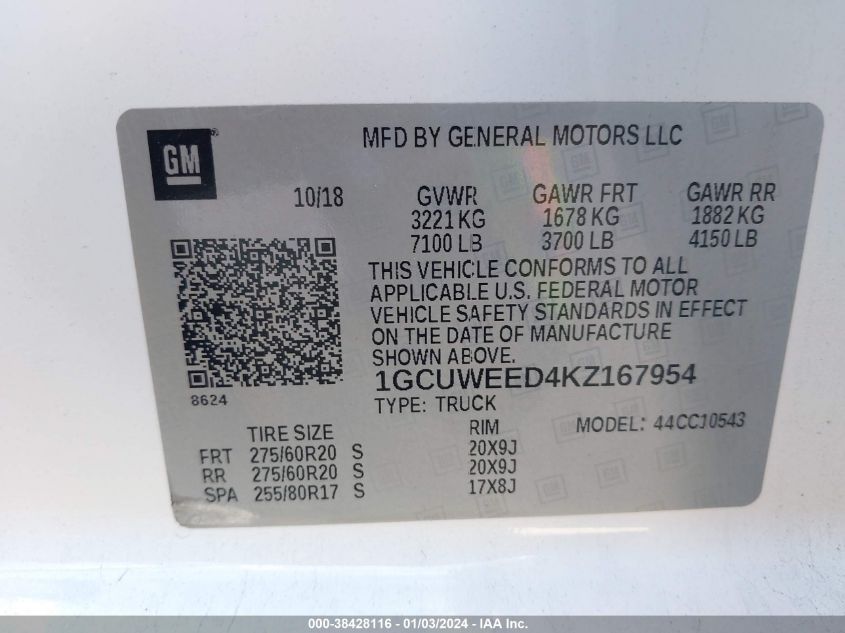 GM
MFD BY GENERAL MOTORS LLC
10/18 GVWR GAWR FRT GAWR RR
3221 KG 1678 KG 1882 KG
7100 LB 3700 LB 4150 LB
THIS VEHICLE CONFORMS TO ALL
APPLICABLE U.S. FEDERAL MOTOR
VEHICLE SAFETY STANDARDS IN EFFECT
ON THE DATE OF MANUFACTURE
SHOWN ABOVE.
8624
1GCUWEED4KZ167954
TYPE: TRUCK
MODEL: 44CC10543
TIRE SIZE RIM
FRT 275/60R20 S 20X9J
RR 275/60R20 S 20X9J
SPA 255/80R17 S 17X8J
000-38428116 - 01/03/2024 - IAA Inc.